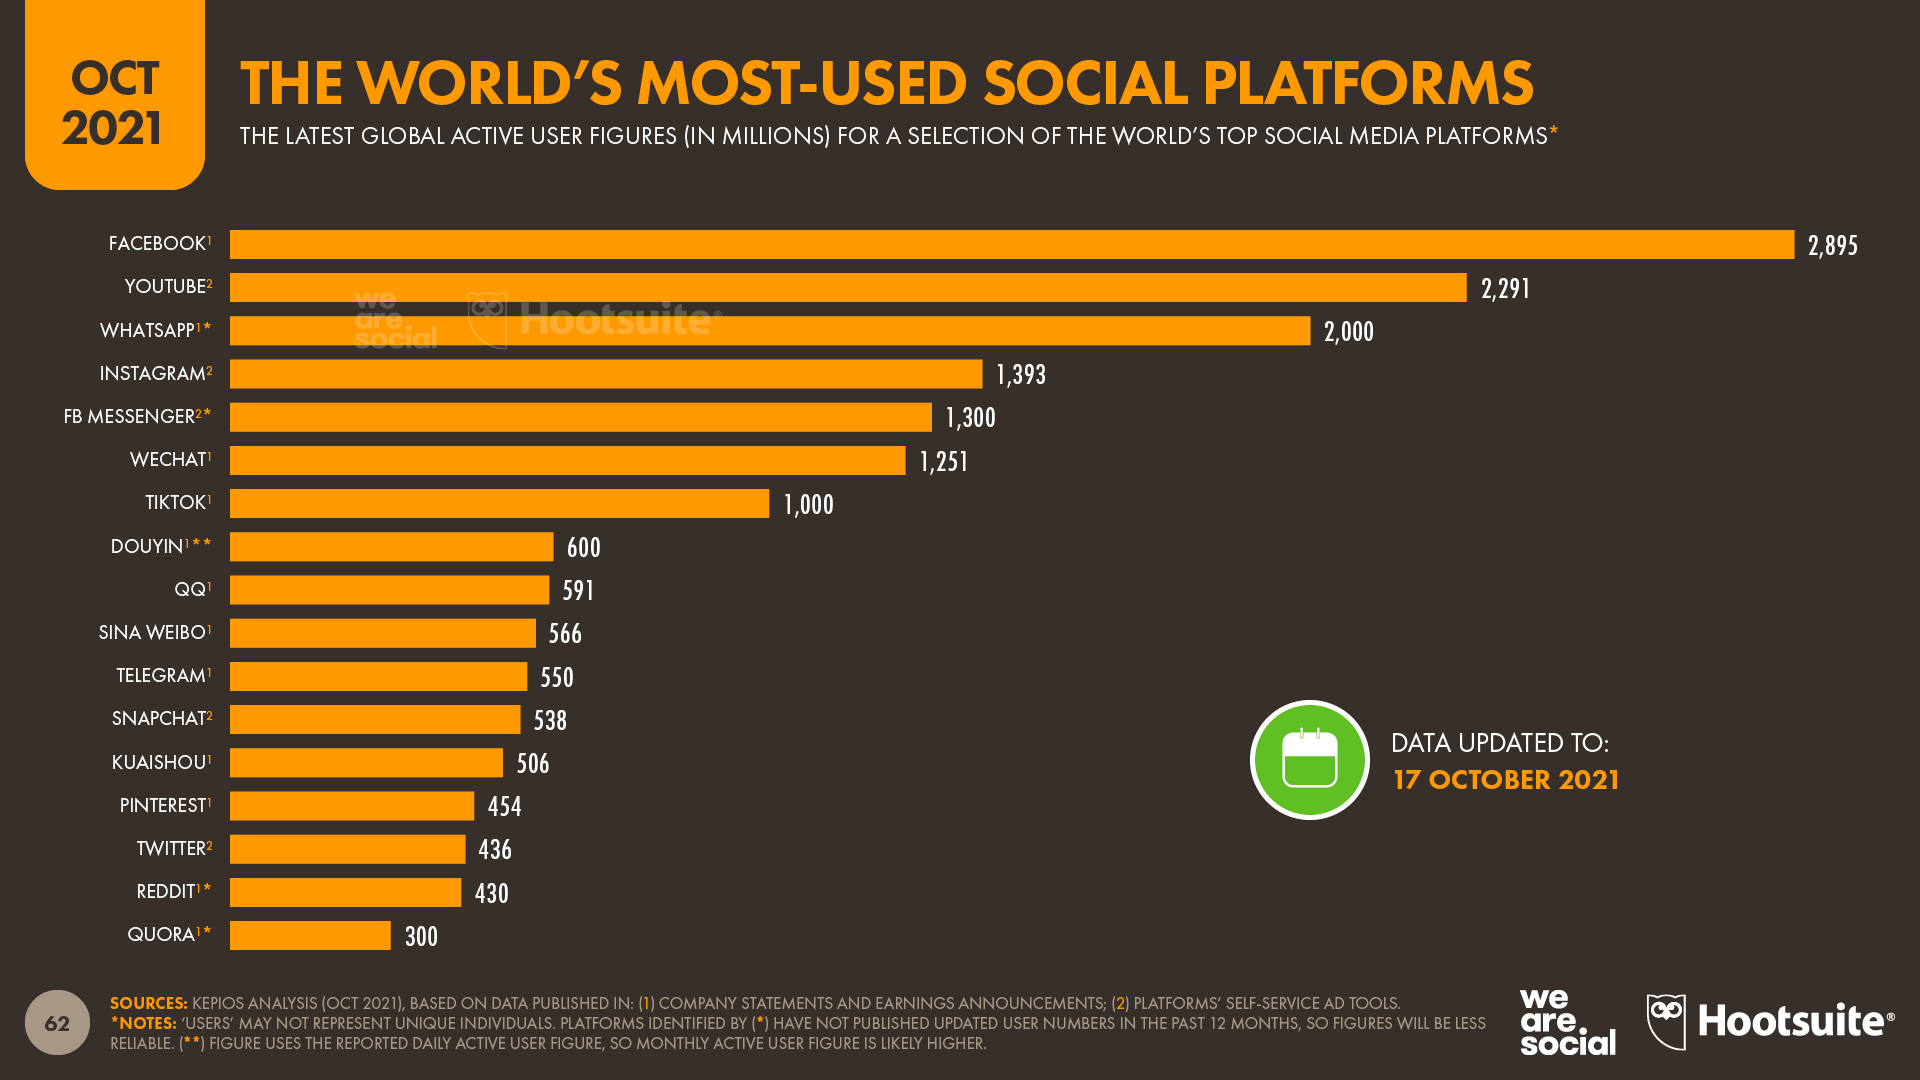 OCT
2021
THE WORLD’S MOST-USED SOCIAL PLATFORMS
THE LATEST GLOBAL ACTIVE USER FIGURES (IN MILLIONS) FOR A SELECTION OF THE WORLD’S TOP SOCIAL MEDIA PLATFORMS*
FACEBOOK¹ 2,895
YOUTUBE² 2,291
WHATSAPP¹* 2,000
INSTAGRAM² 1,393
FB MESSENGER²* 1,300
WECHAT¹ 1,251
TIKTOK¹ 1,000
DOUYIN¹** 600
QQ¹ 591
SINA WEIBO¹ 566
TELEGRAM¹ 550
SNAPCHAT² 538
KUAISHOU¹ 506
PINTEREST¹ 454
TWITTER² 436
REDDIT¹* 430
QUORA¹* 300
we
are
social
Hootsuite®
DATA UPDATED TO:
17 OCTOBER 2021
62
SOURCES: KEPIOS ANALYSIS (OCT 2021), BASED ON DATA PUBLISHED IN: (1) COMPANY STATEMENTS AND EARNINGS ANNOUNCEMENTS; (2) PLATFORMS’ SELF-SERVICE AD TOOLS.
*NOTES: ‘USERS’ MAY NOT REPRESENT UNIQUE INDIVIDUALS. PLATFORMS IDENTIFIED BY (*) HAVE NOT PUBLISHED UPDATED USER NUMBERS IN THE PAST 12 MONTHS, SO FIGURES WILL BE LESS
RELIABLE. (**) FIGURE USES THE REPORTED DAILY ACTIVE USER FIGURE, SO MONTHLY ACTIVE USER FIGURE IS LIKELY HIGHER.
we
are
social
Hootsuite®